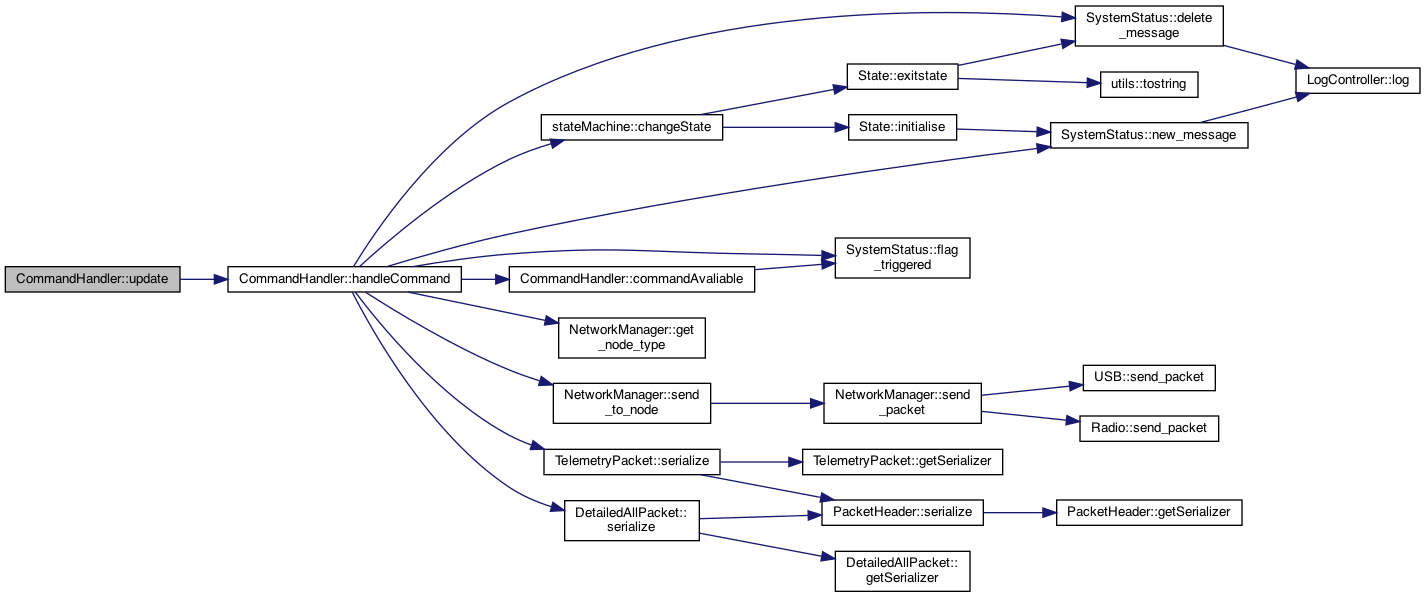 CommandHandler::update
CommandHandler::handleCommand
SystemStatus::delete
_message
LogController::log
State::exitstate
utils::tostring
stateMachine::changeState
State::initialise
SystemStatus::new_message
SystemStatus::flag
_triggered
CommandHandler::commandAvaliable
NetworkManager::get
_node_type
NetworkManager::send
_to_node
NetworkManager::send
_packet
USB::send_packet
Radio::send_packet
TelemetryPacket::serialize
TelemetryPacket::getSerializer
PacketHeader::serialize
PacketHeader::getSerializer
DetailedAllPacket::
serialize
DetailedAllPacket::
getSerializer